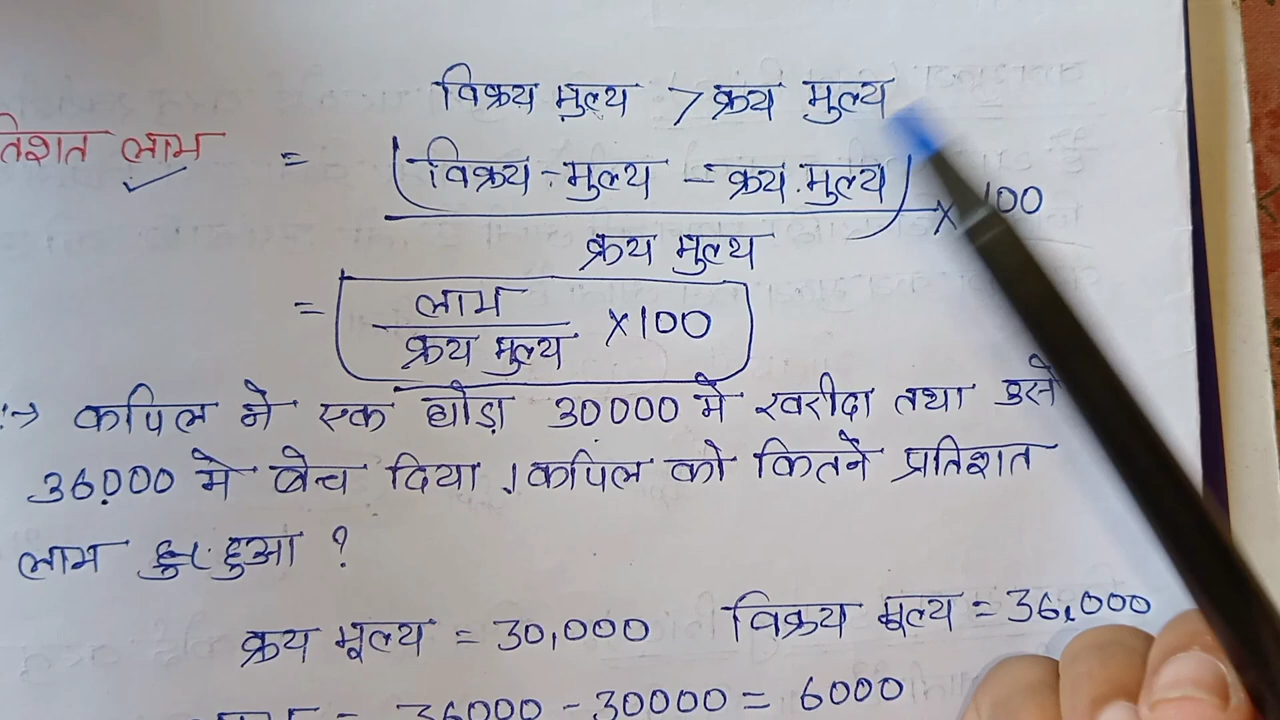 विक्रय मुल्य > क्रय मुल्य
तिशत लाभ = (विक्रय - मुल्य - क्रय मुल्य) × 100
क्रय मुल्य
= लाभ ×100
क्रय मुल्य
:→ कपिल ने एक घोड़ा 30000 मे खरीदा तथा उसे
36000 मे बेच दिया । कपिल को कितने प्रतिशत
लाभ हुआ ?
क्रय मूल्य = 30,000 विक्रय मूल्य = 36,000
= 36000 - 30000 = 6000